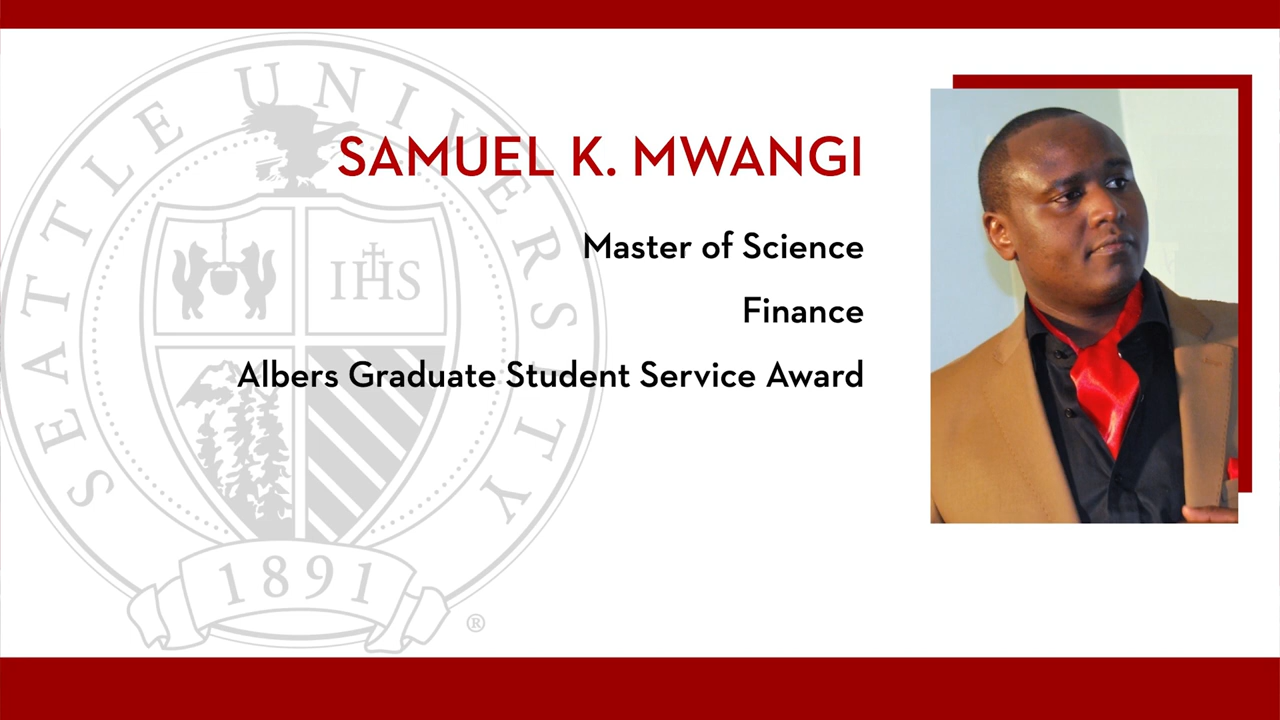 SEATTLE UNIVERSITY
SAMUEL K. MWANGI
Master of Science
IHS
Finance
Albers Graduate Student Service Award
1891
®